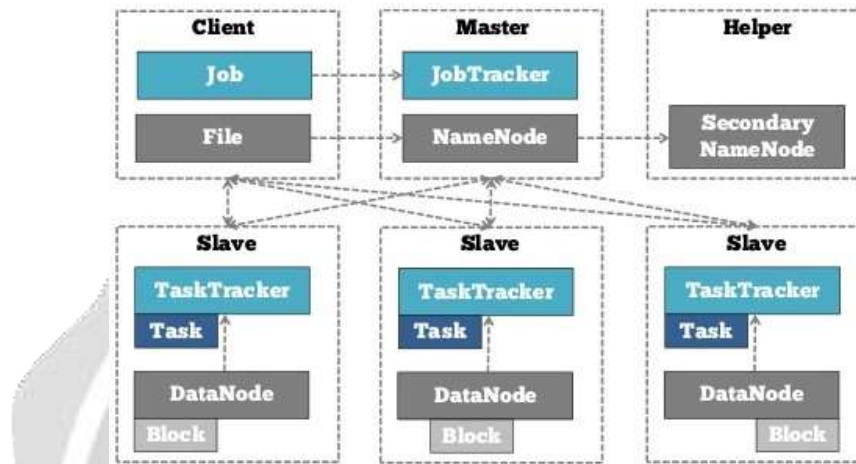 Client
Master
Helper
Job
JobTracker
File
NameNode
Secondary
NameNode
Slave
Slave
Slave
TaskTracker
TaskTracker
TaskTracker
Task
Task
Task
DataNode
DataNode
DataNode
Block
Block
Block